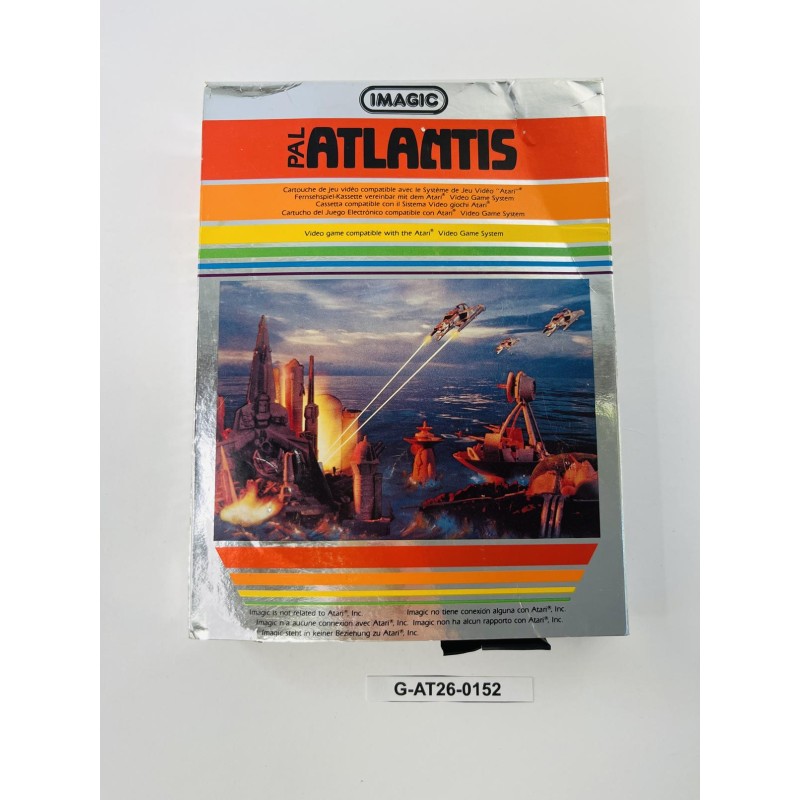 IMAGIC
PAL ATLANTIS
Cartouche de jeu vidéo compatible avec le Système de Jeu Vidéo "Atari"®
Fernsehspiel-Kassette vereinbar mit dem Atari® Video Game System
Cassetta compatible con il Sistema Video giochi Atari®
Cartucho del Juego Electrónico compatible con Atari® Video Game System
Video game compatible with the Atari® Video Game System
Imagic is not related to Atari®, Inc. Imagic no tiene conexión alguna con Atari®, Inc.
Imagic n'a aucune connexion avec Atari®, Inc. Imagic non ha alcun rapporto con Atari®, Inc.
Imagic steht in keiner Beziehung zu Atari®, Inc.
G-AT26-0152